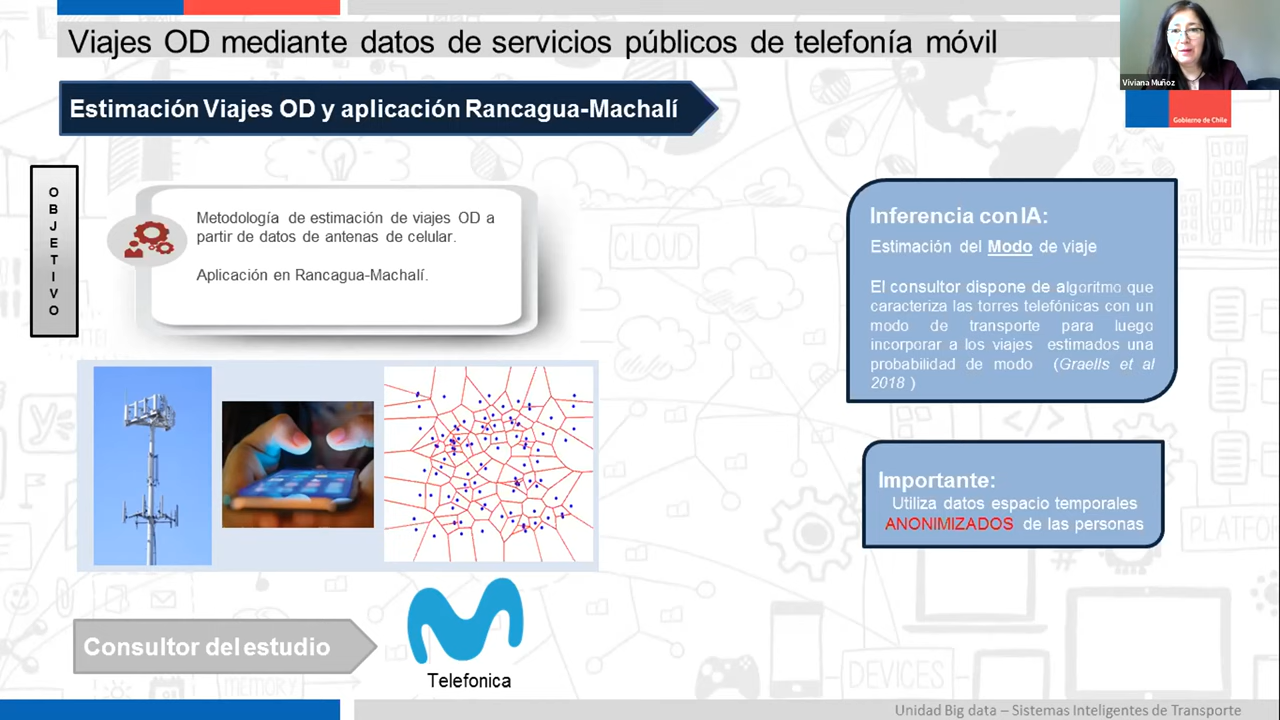 Viajes OD mediante datos de servicios públicos de telefonía móvil
Viviana Muñoz
Gobierno de Chile
Estimación Viajes OD y aplicación Rancagua-Machalí
OBJETIVO
Metodología de estimación de viajes OD a
partir de datos de antenas de celular.
Aplicación en Rancagua-Machalí.
Inferencia con IA:
Estimación del Modo de viaje
El consultor dispone de algoritmo que
caracteriza las torres telefónicas con un
modo de transporte para luego
incorporar a los viajes estimados una
probabilidad de modo (Graells et al
2018 )
Importante:
Utiliza datos espacio temporales
ANONIMIZADOS de las personas
Consultor del estudio
Telefonica
CLOUD
PLATFORM
DEVICES
MEMORY
Unidad Big data – Sistemas Inteligentes de Transporte